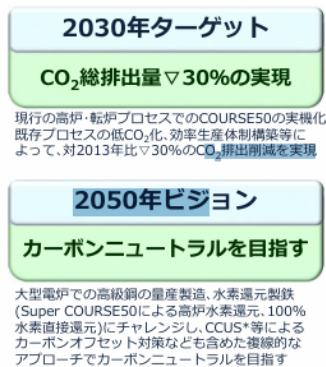 2030年ターゲット
CO₂総排出量▽30%の実現
現行の高炉・転炉プロセスでのCOURSE50の実機化
既存プロセスの低CO₂化、効率生産体制構築等に
よって、対2013年比▽30%のCO₂排出削減を実現
2050年ビジョン
カーボンニュートラルを目指す
大型電炉での高級鋼の量産製造、水素還元製鉄
(Super COURSE50による高炉水素還元、100%
水素直接還元)にチャレンジし、CCUS*等による
カーボンオフセット対策なども含めた複線的な
アプローチでカーボンニュートラルを目指す